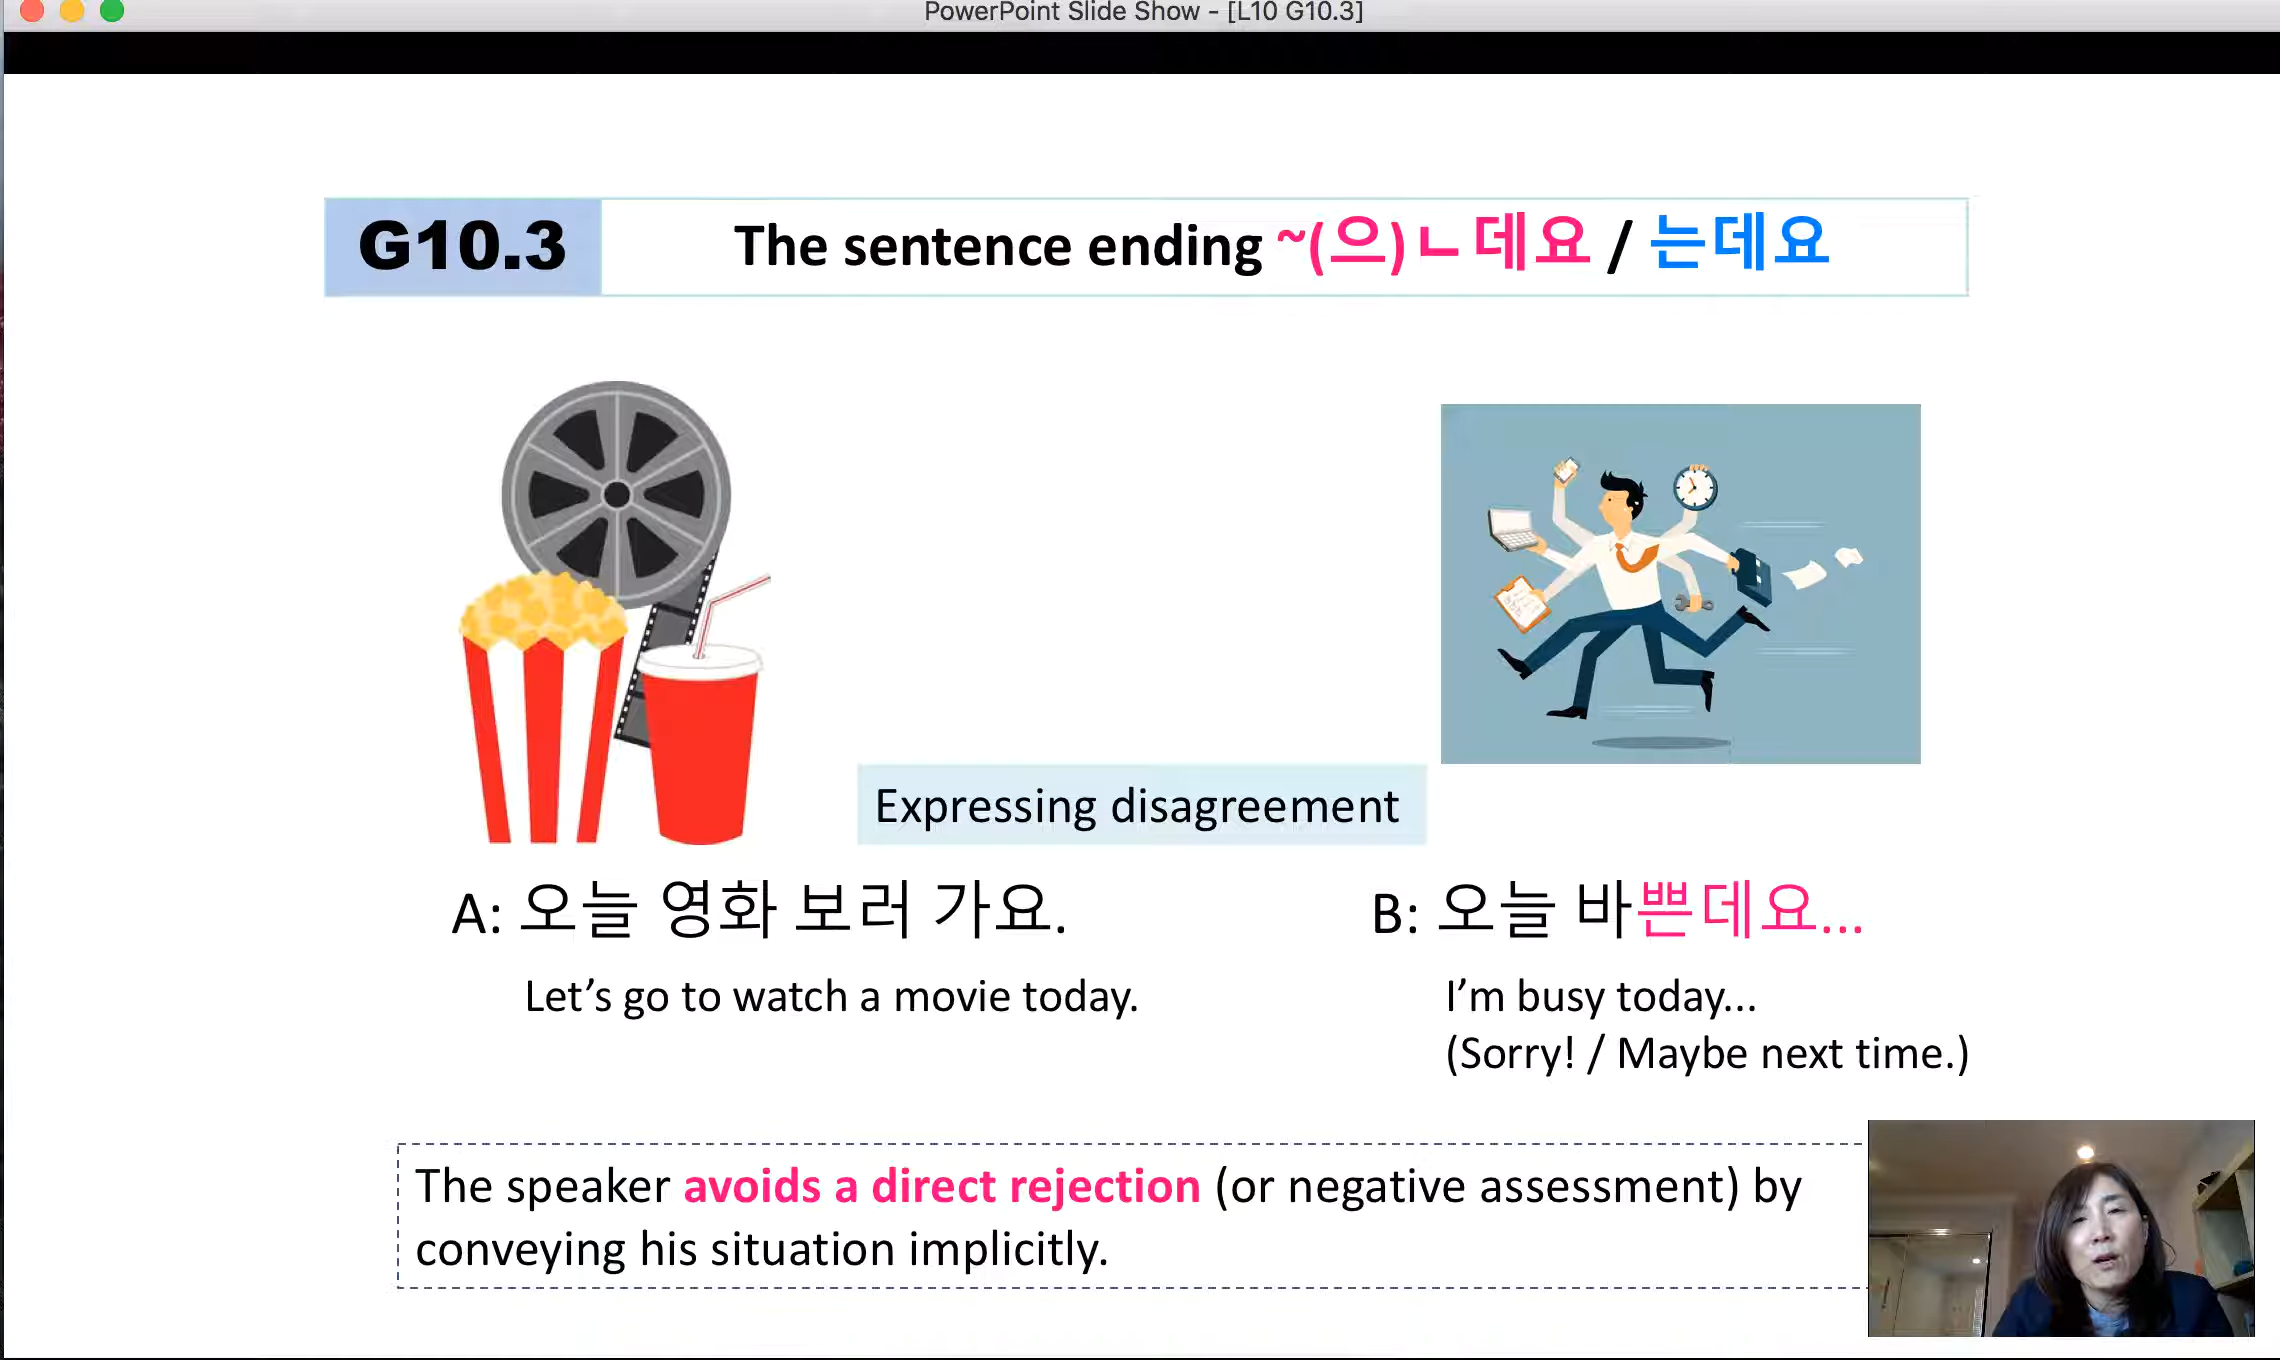 PowerPoint Slide Show - [L10 G10.3]
G10.3
The sentence ending ~(으)ㄴ데요 / 는데요
Expressing disagreement
A: 오늘 영화 보러 가요.
Let's go to watch a movie today.
B: 오늘 바쁜데요...
I'm busy today...
(Sorry! / Maybe next time.)
The speaker avoids a direct rejection (or negative assessment) by
conveying his situation implicitly.